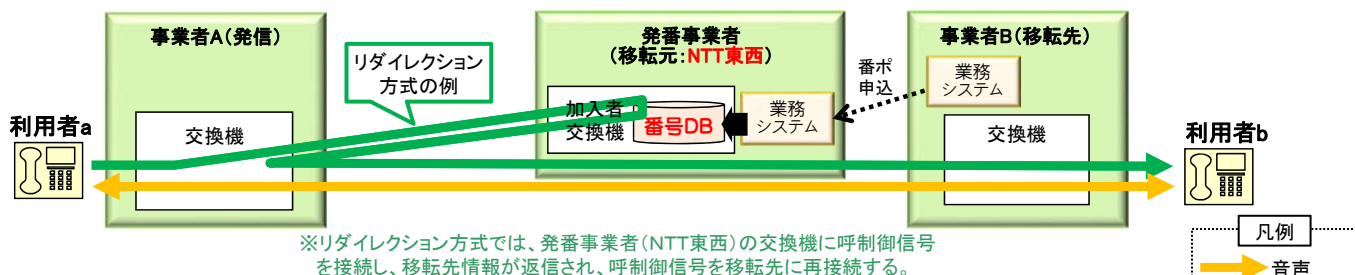 事業者A(発信)
発番事業者
(移転元:NTT東西)
事業者B(移転先)
リダイレクション
方式の例
番ポ
申込
業務
システム
加入者
交換機
番号DB
業務
システム
利用者a
交換機
交換機
利用者b
※リダイレクション方式では、発番事業者(NTT東西)の交換機に呼制御信号
を接続し、移転先情報が返信され、呼制御信号を移転先に再接続する。
凡例
音声